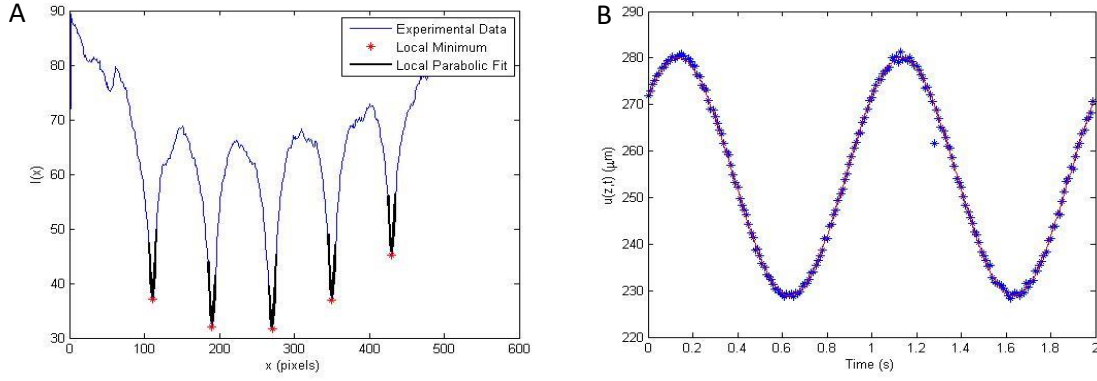 A
Experimental Data
Local Minimum
Local Parabolic Fit
90
80
70
60
50
40
30
I(x)
0 100 200 300 400 500 600
x (pixels)
B
290
280
270
260
250
240
230
220
u(z,t) (μm)
0 0.2 0.4 0.6 0.8 1 1.2 1.4 1.6 1.8 2
Time (s)